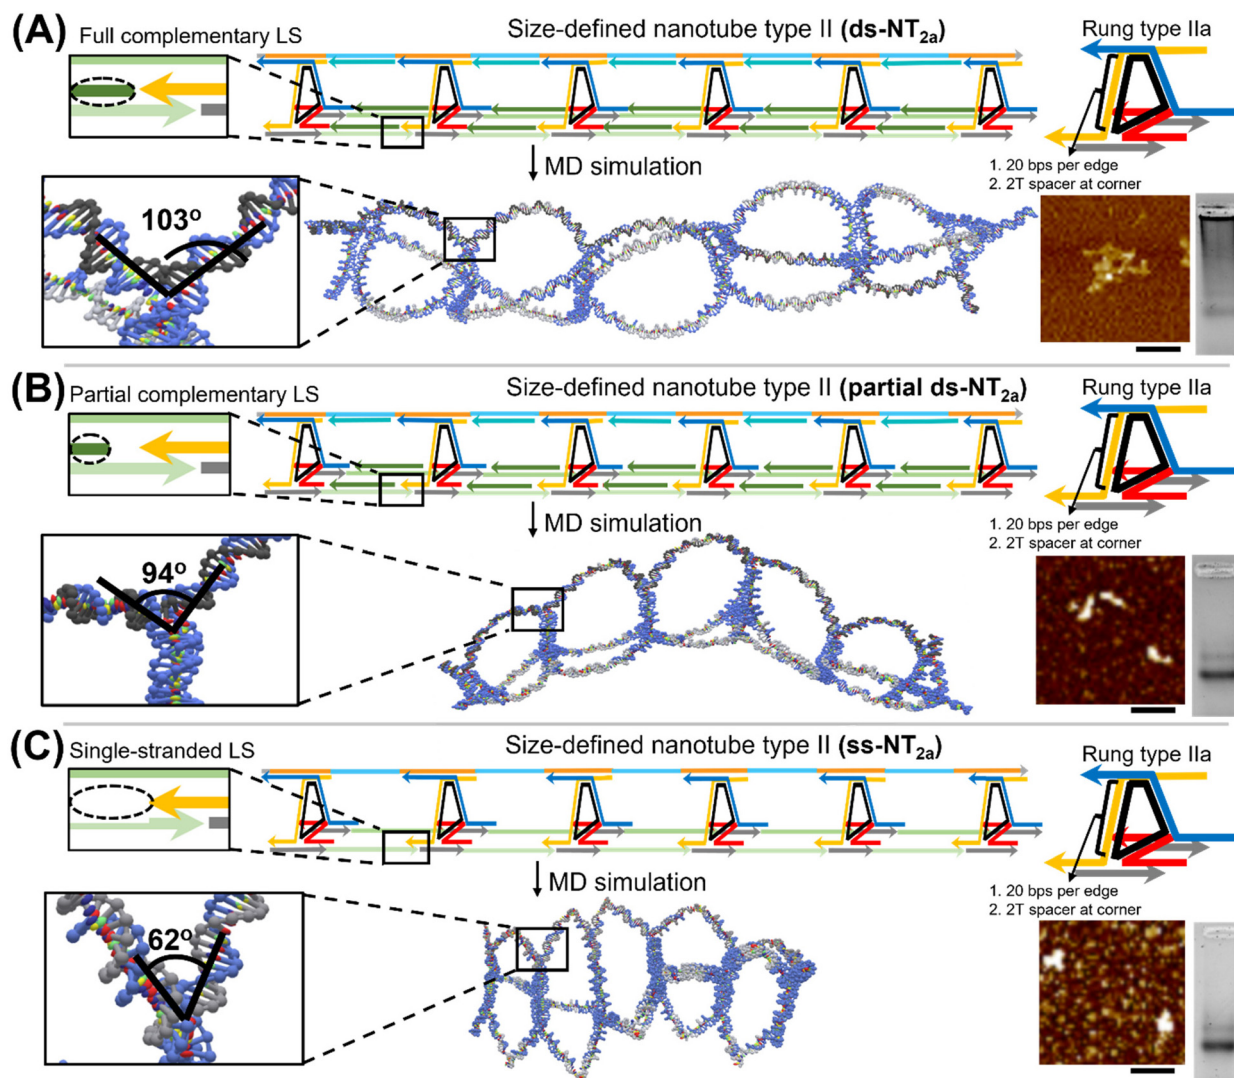 (A)
Full complementary LS
Size-defined nanotube type II (ds-NT2a)
Rung type IIa
MD simulation
1. 20 bps per edge
2. 2T spacer at corner
103o
(B)
Partial complementary LS
Size-defined nanotube type II (partial ds-NT2a)
Rung type IIa
MD simulation
1. 20 bps per edge
2. 2T spacer at corner
94o
(C)
Single-stranded LS
Size-defined nanotube type II (ss-NT2a)
Rung type IIa
MD simulation
1. 20 bps per edge
2. 2T spacer at corner
62o